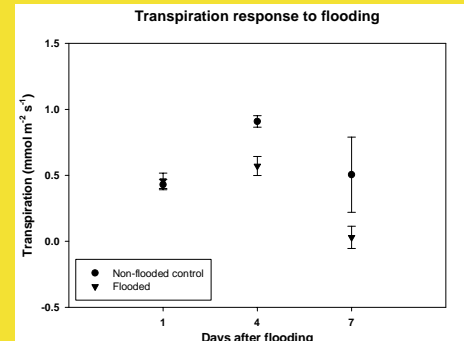 Transpiration response to flooding
1.5
1.0
0.5
0.0
-0.5
Transpiration (mmol m⁻² s⁻¹)
Non-flooded control
Flooded
1 4 7
Days after flooding